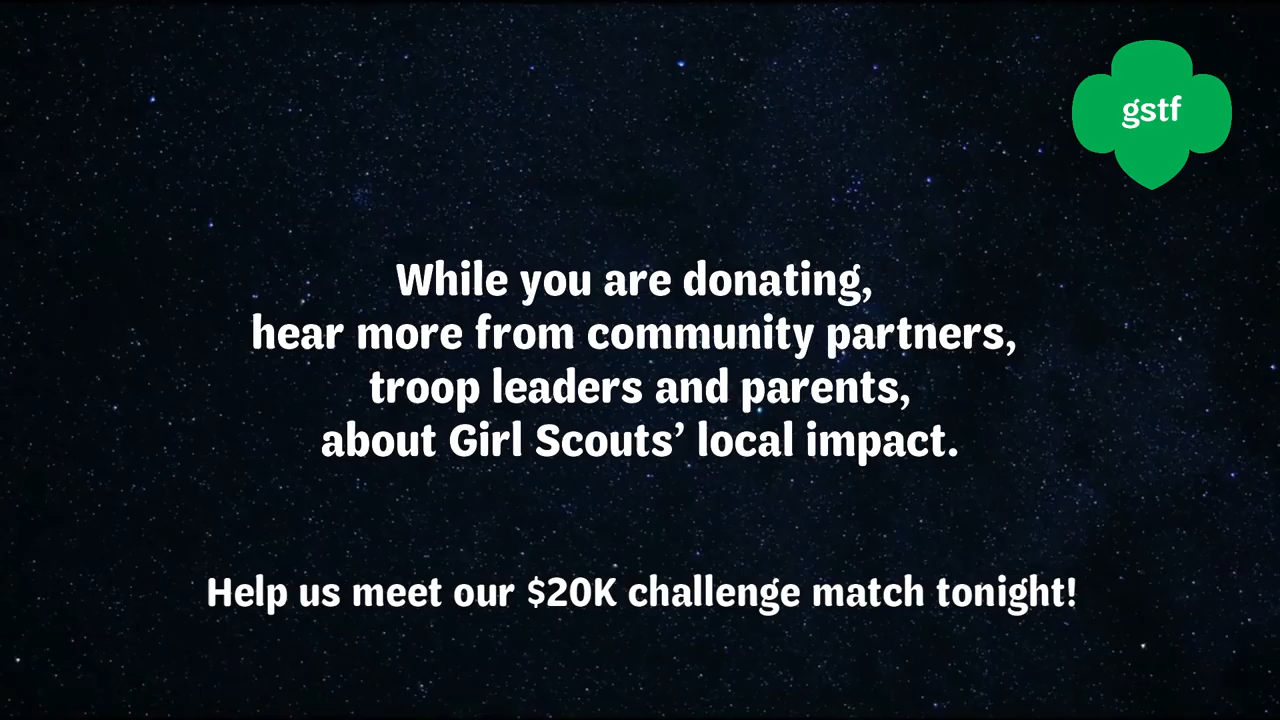 gstf
While you are donating,
hear more from community partners,
troop leaders and parents,
about Girl Scouts’ local impact.
Help us meet our $20K challenge match tonight!